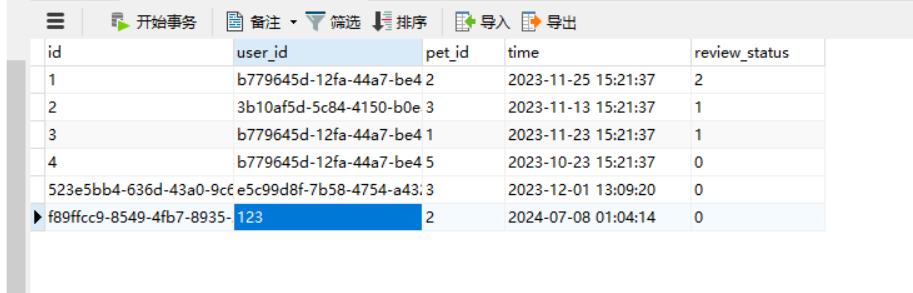 开始事务 备注 筛选 排序 导入 导出
id user_id pet_id time review_status
1 b779645d-12fa-44a7-be4 2 2023-11-25 15:21:37 2
2 3b10af5d-5c84-4150-b0e 3 2023-11-13 15:21:37 1
3 b779645d-12fa-44a7-be4 1 2023-11-23 15:21:37 1
4 b779645d-12fa-44a7-be4 5 2023-10-23 15:21:37 0
523e5bb4-636d-43a0-9c6 e5c99d8f-7b58-4754-a432 3 2023-12-01 13:09:20 0
f89ffcc9-8549-4fb7-8935- 123 2 2024-07-08 01:04:14 0